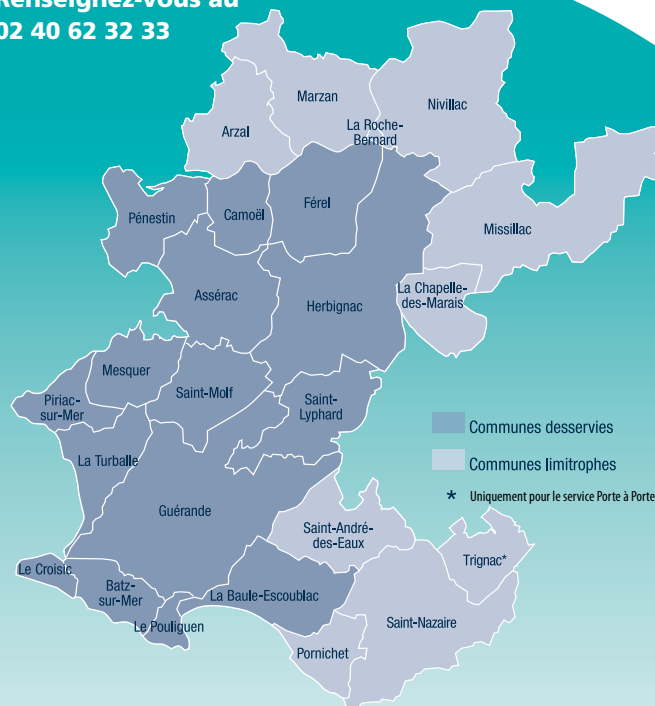 Renseignez-vous au
02 40 62 32 33
Marzan
Nivillac
Arzal
La Roche-
Bernard
Pénestin
Camoël
Férel
Missillac
Assérac
Herbignac
La Chapelle-
des-Marais
Mesquer
Saint-Molf
Piriac-
sur-Mer
Saint-
Lyphard
Communes desservies
La Turballe
Communes limitrophes
* Uniquement pour le service Porte à Porte
Guérande
Saint-André-
des-Eaux
Trignac*
Le Croisic
Batz-
sur-Mer
La Baule-Escoublac
Le Pouliguen
Saint-Nazaire
Pornichet